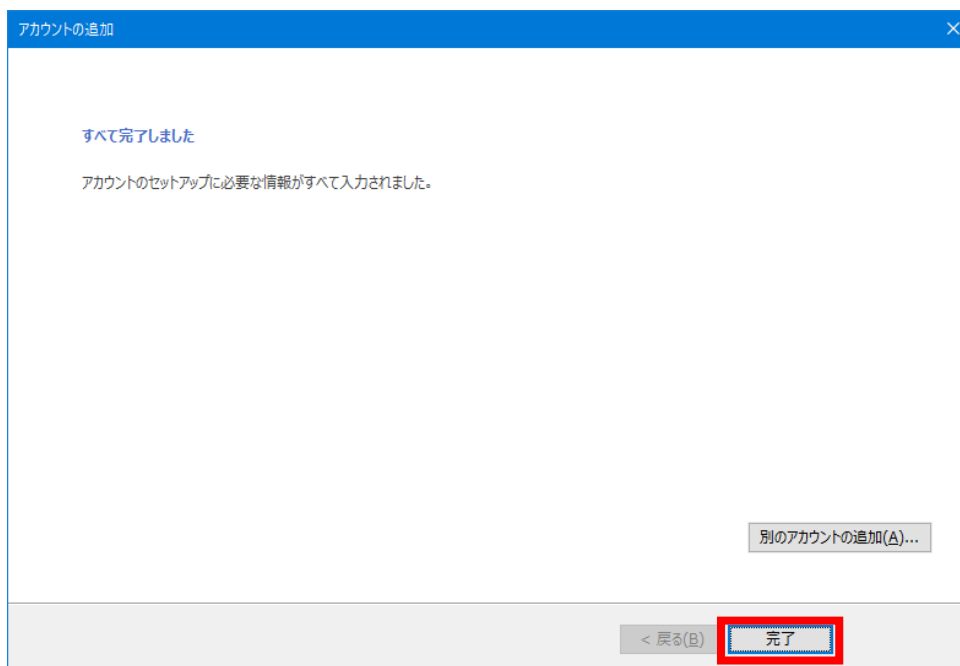 アカウントの追加
すべて完了しました
アカウントのセットアップに必要な情報がすべて入力されました。
別のアカウントの追加(A)...
< 戻る(B)
完了